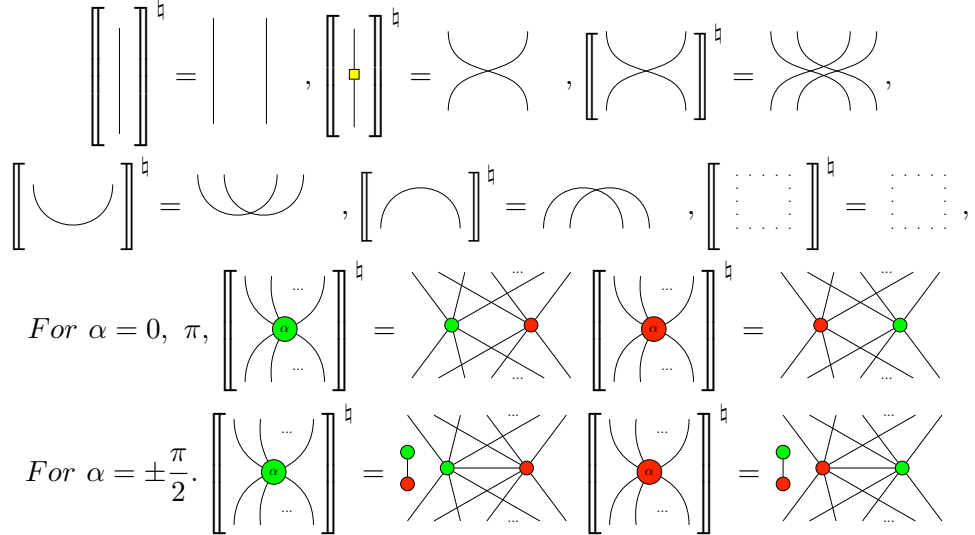 ⟦ ⟧♮ = , ⟦ ⟧♮ = , ⟦ ⟧♮ = ,
⟦ ⟧♮ = , ⟦ ⟧♮ = , ⟦ ⟧♮ = ,
For α = 0, π, ⟦ ... α ... ⟧♮ = ... ... ⟦ ... α ... ⟧♮ = ... ...
For α = ±π/2. ⟦ ... α ... ⟧♮ = ... ... ⟦ ... α ... ⟧♮ = ... ...